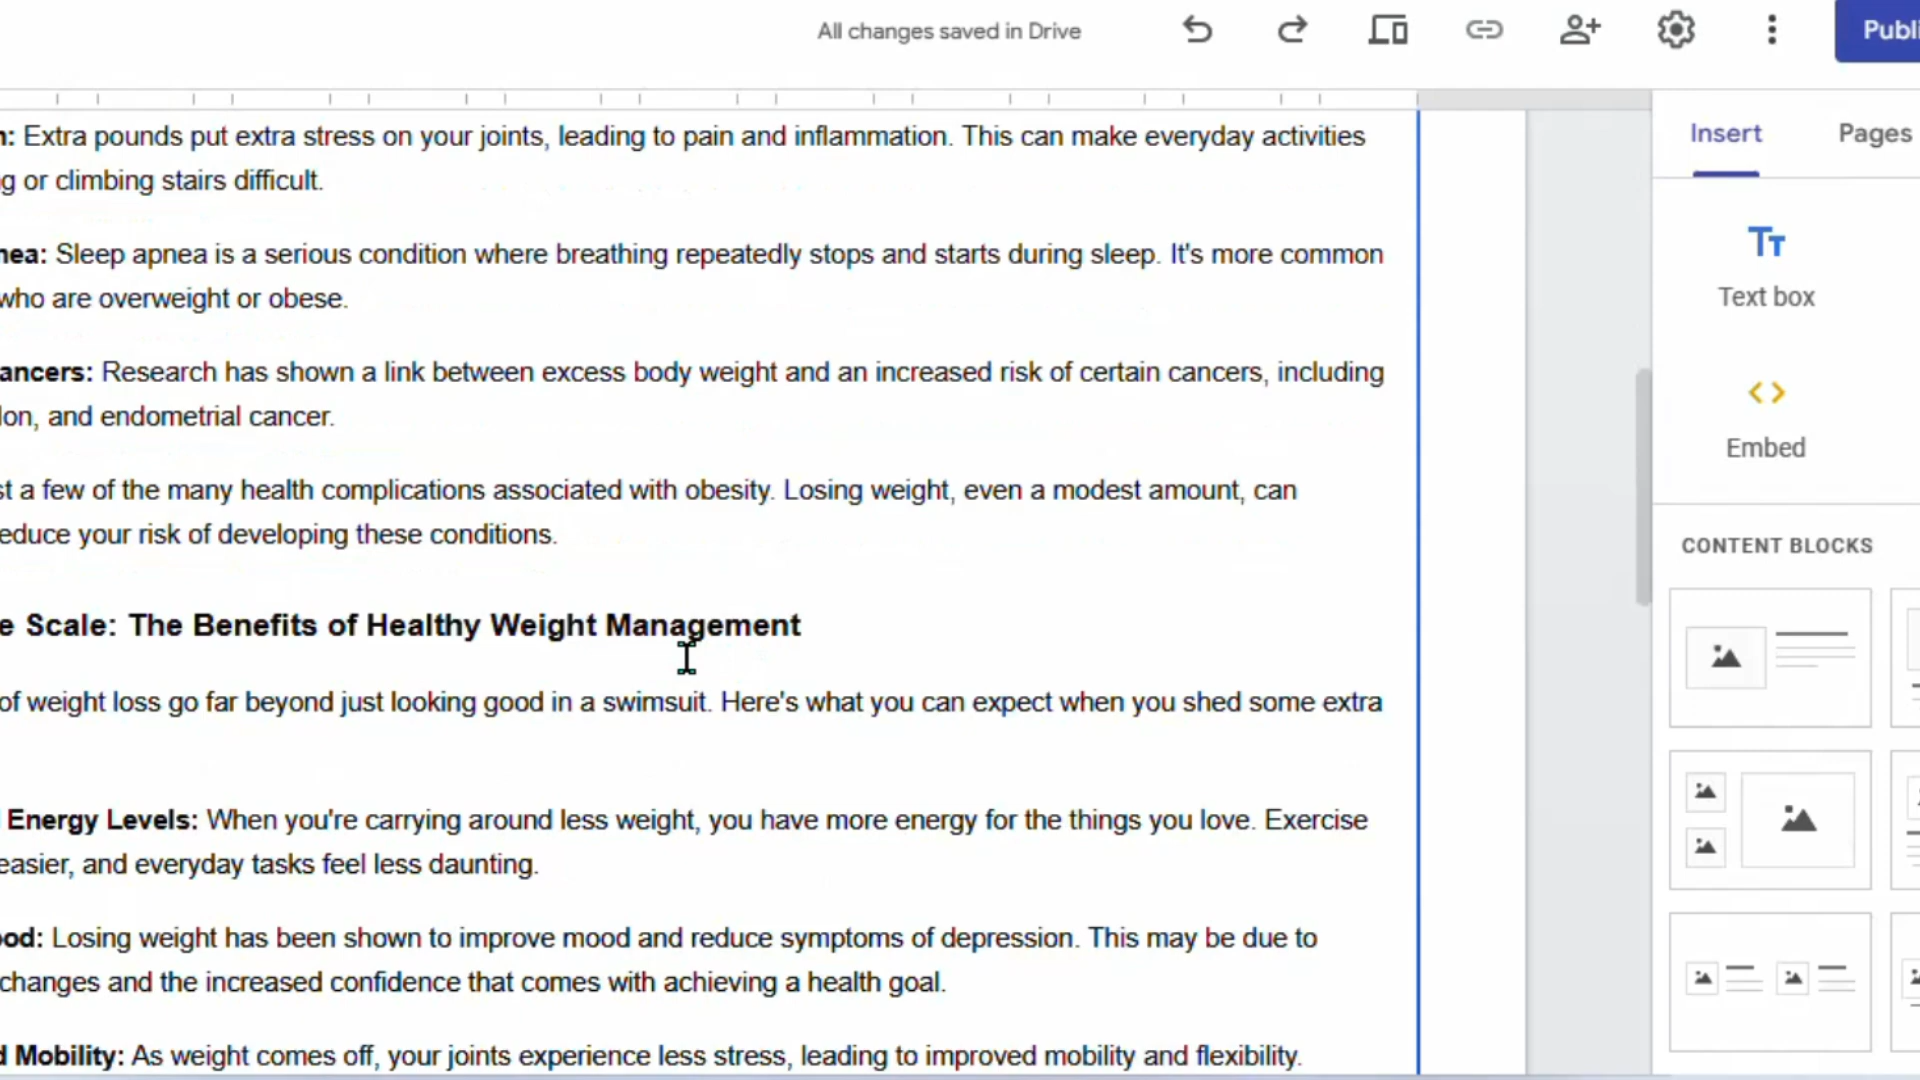 All changes saved in Drive
Publi
Insert Pages
n: Extra pounds put extra stress on your joints, leading to pain and inflammation. This can make everyday activities
g or climbing stairs difficult.
nea: Sleep apnea is a serious condition where breathing repeatedly stops and starts during sleep. It's more common
who are overweight or obese.
ancers: Research has shown a link between excess body weight and an increased risk of certain cancers, including
lon, and endometrial cancer.
st a few of the many health complications associated with obesity. Losing weight, even a modest amount, can
educe your risk of developing these conditions.
e Scale: The Benefits of Healthy Weight Management
of weight loss go far beyond just looking good in a swimsuit. Here's what you can expect when you shed some extra
Energy Levels: When you're carrying around less weight, you have more energy for the things you love. Exercise
easier, and everyday tasks feel less daunting.
ood: Losing weight has been shown to improve mood and reduce symptoms of depression. This may be due to
changes and the increased confidence that comes with achieving a health goal.
d Mobility: As weight comes off, your joints experience less stress, leading to improved mobility and flexibility.
Tt
Text box
<>
Embed
CONTENT BLOCKS